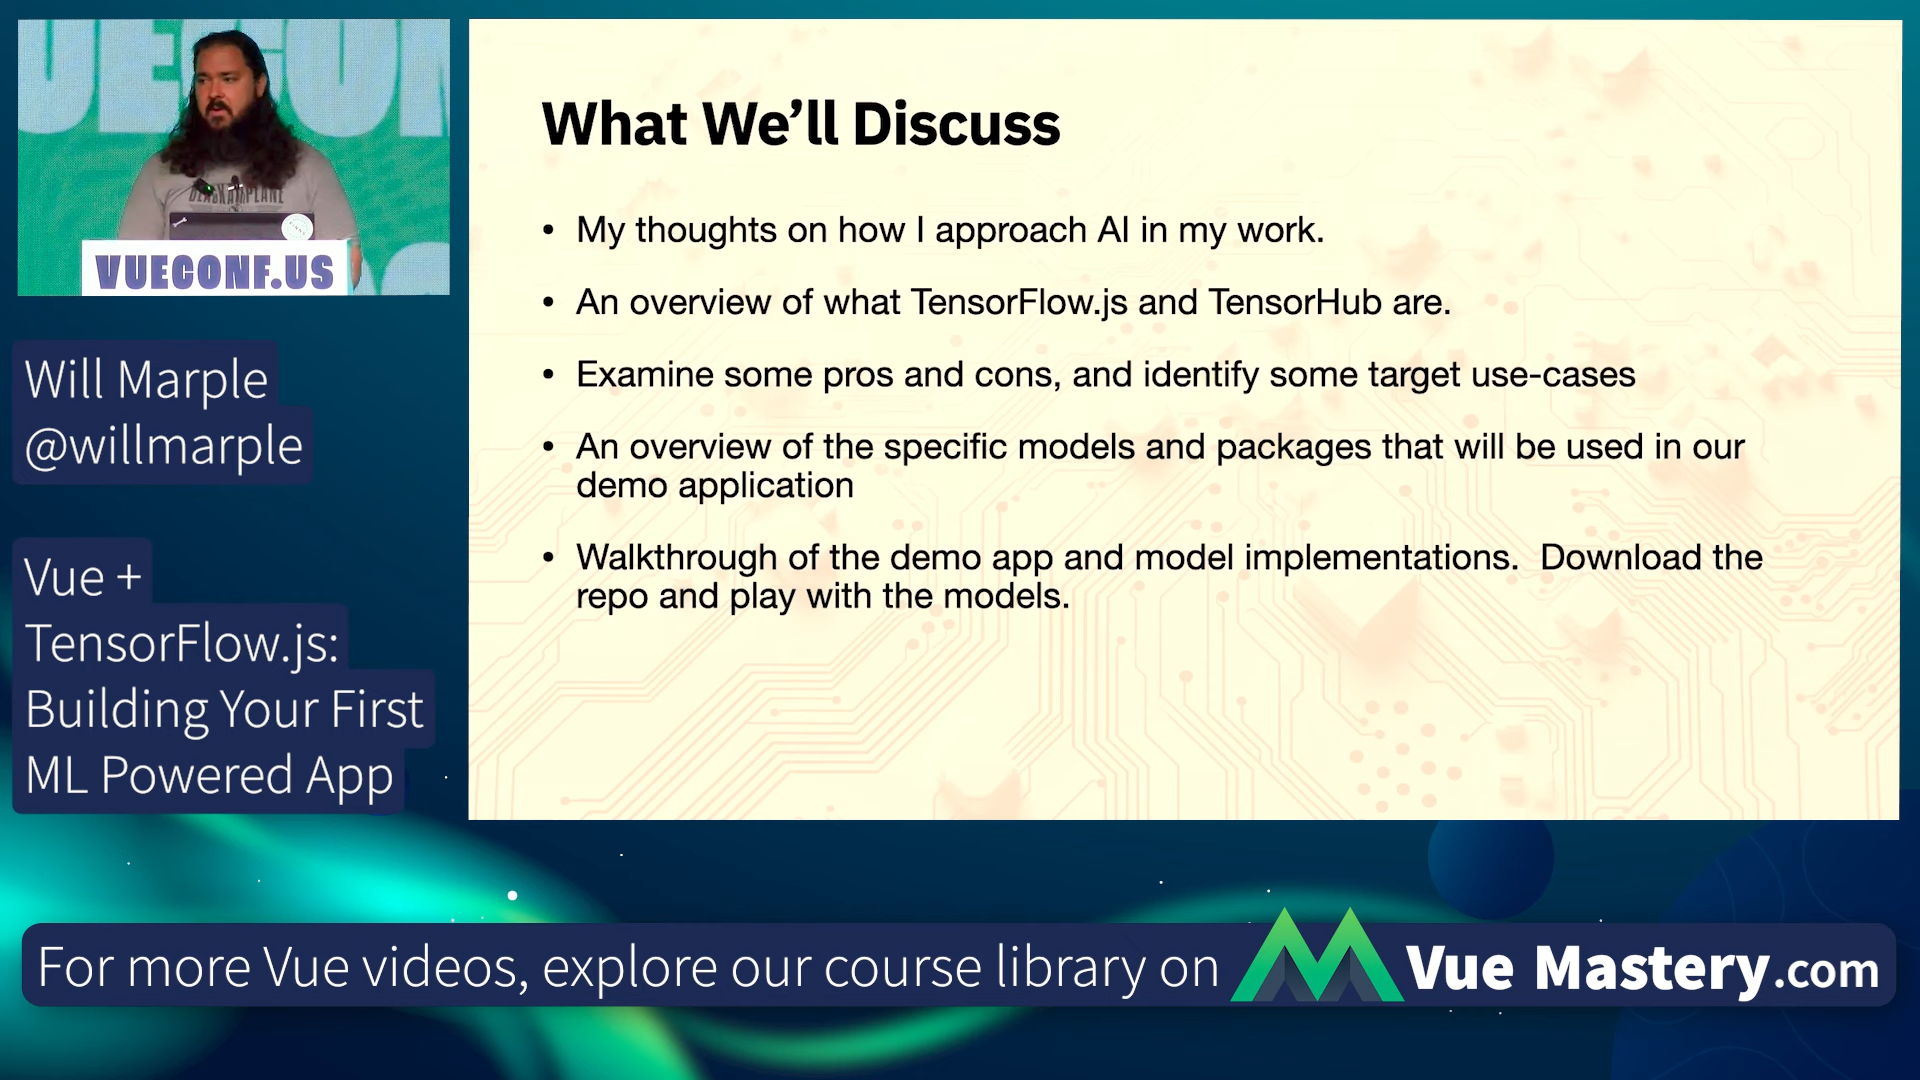 VUECONF.US
Will Marple
@willmarple
Vue +
TensorFlow.js:
Building Your First
ML Powered App
What We’ll Discuss
• My thoughts on how I approach AI in my work.
• An overview of what TensorFlow.js and TensorHub are.
• Examine some pros and cons, and identify some target use-cases
• An overview of the specific models and packages that will be used in our
demo application
• Walkthrough of the demo app and model implementations. Download the
repo and play with the models.
For more Vue videos, explore our course library on Vue Mastery.com